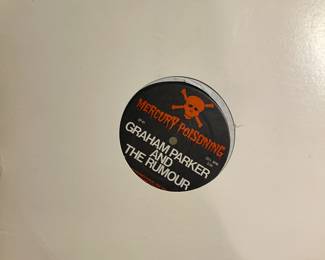 MERCURY POISONING
GRAHAM PARKER
AND
THE RUMOUR